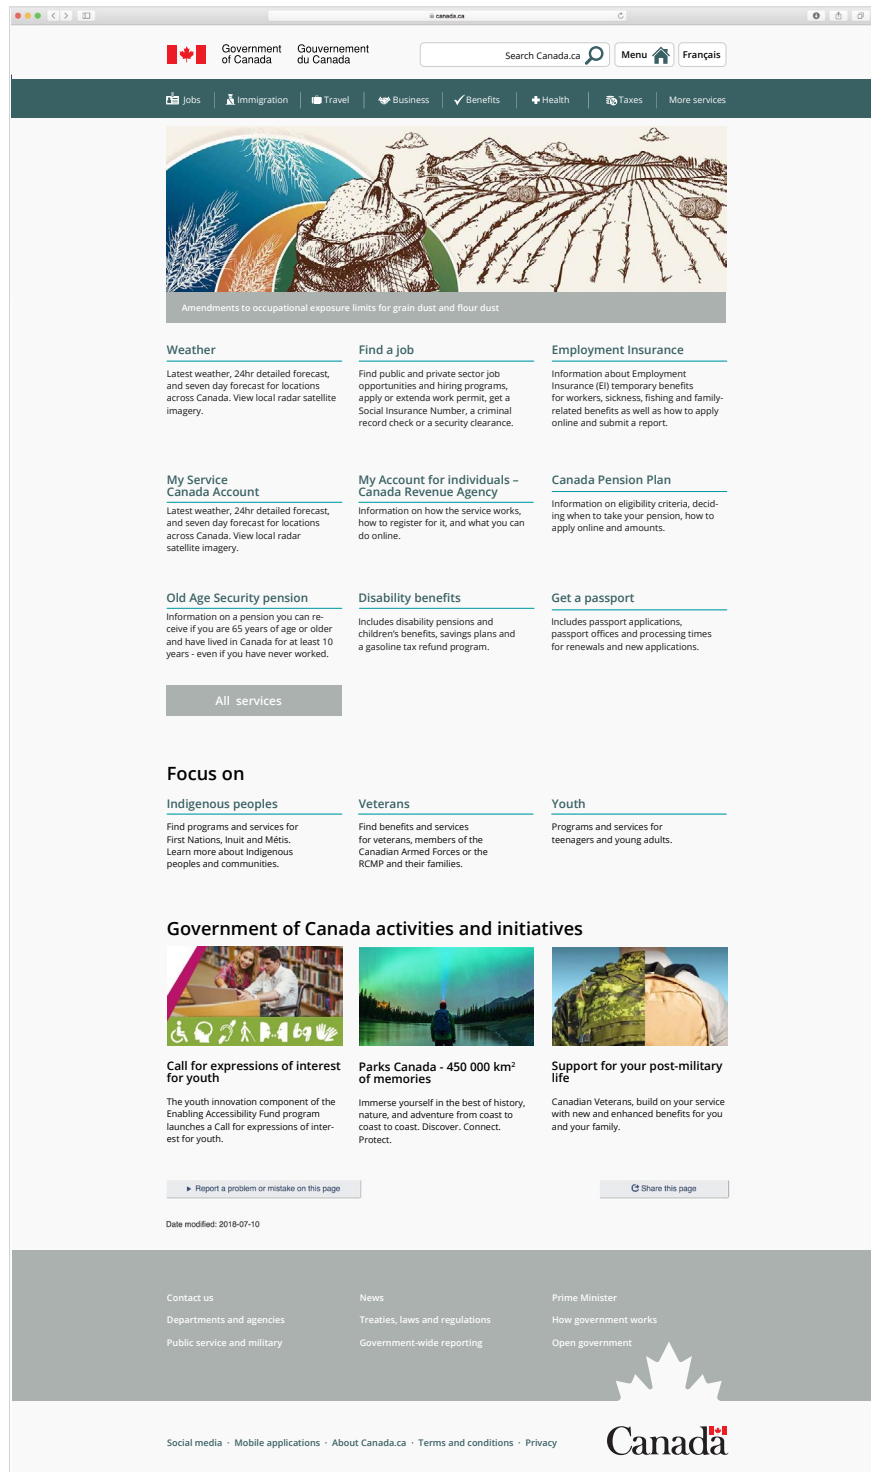 canada.ca
Government
of Canada
Gouvernement
du Canada
Search Canada.ca
Menu
Français
Jobs
Immigration
Travel
Business
Benefits
Health
Taxes
More services
Amendments to occupational exposure limits for grain dust and flour dust
Weather
Latest weather, 24hr detailed forecast,
and seven day forecast for locations
across Canada. View local radar satellite
imagery.
Find a job
Find public and private sector job
opportunities and hiring programs,
apply or extenda work permit, get a
Social Insurance Number, a criminal
record check or a security clearance.
Employment Insurance
Information about Employment
Insurance (EI) temporary benefits
for workers, sickness, fishing and family-
related benefits as well as how to apply
online and submit a report.
My Service
Canada Account
Latest weather, 24hr detailed forecast,
and seven day forecast for locations
across Canada. View local radar
satellite imagery.
My Account for individuals –
Canada Revenue Agency
Information on how the service works,
how to register for it, and what you can
do online.
Canada Pension Plan
Information on eligibility criteria, decid-
ing when to take your pension, how to
apply online and amounts.
Old Age Security pension
Information on a pension you can re-
ceive if you are 65 years of age or older
and have lived in Canada for at least 10
years - even if you have never worked.
Disability benefits
Includes disability pensions and
children's benefits, savings plans and
a gasoline tax refund program.
Get a passport
Includes passport applications,
passport offices and processing times
for renewals and new applications.
All services
Focus on
Indigenous peoples
Find programs and services for
First Nations, Inuit and Métis.
Learn more about Indigenous
peoples and communities.
Veterans
Find benefits and services
for veterans, members of the
Canadian Armed Forces or the
RCMP and their families.
Youth
Programs and services for
teenagers and young adults.
Government of Canada activities and initiatives
Call for expressions of interest
for youth
The youth innovation component of the
Enabling Accessibility Fund program
launches a Call for expressions of inter-
est for youth.
Parks Canada - 450 000 km²
of memories
Immerse yourself in the best of history,
nature, and adventure from coast to
coast to coast. Discover. Connect.
Protect.
Support for your post-military
life
Canadian Veterans, build on your service
with new and enhanced benefits for you
and your family.
Report a problem or mistake on this page
Share this page
Date modified: 2018-07-10
Contact us
Departments and agencies
Public service and military
News
Treaties, laws and regulations
Government-wide reporting
Prime Minister
How government works
Open government
Social media · Mobile applications · About Canada.ca · Terms and conditions · Privacy
Canada